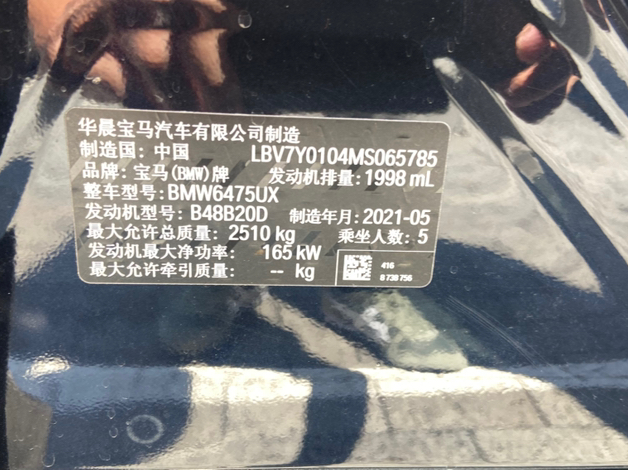 华晨宝马汽车有限公司制造
制造国：中国 LBV7Y0104MS065785
品牌：宝马(BMW)牌 发动机排量：1998 mL
整车型号：BMW6475UX
发动机型号：B48B20D 制造年月：2021-05
最大允许总质量：2510 kg 乘坐人数：5
发动机最大净功率：165 kW
最大允许牵引质量：-- kg
416
8 738 756